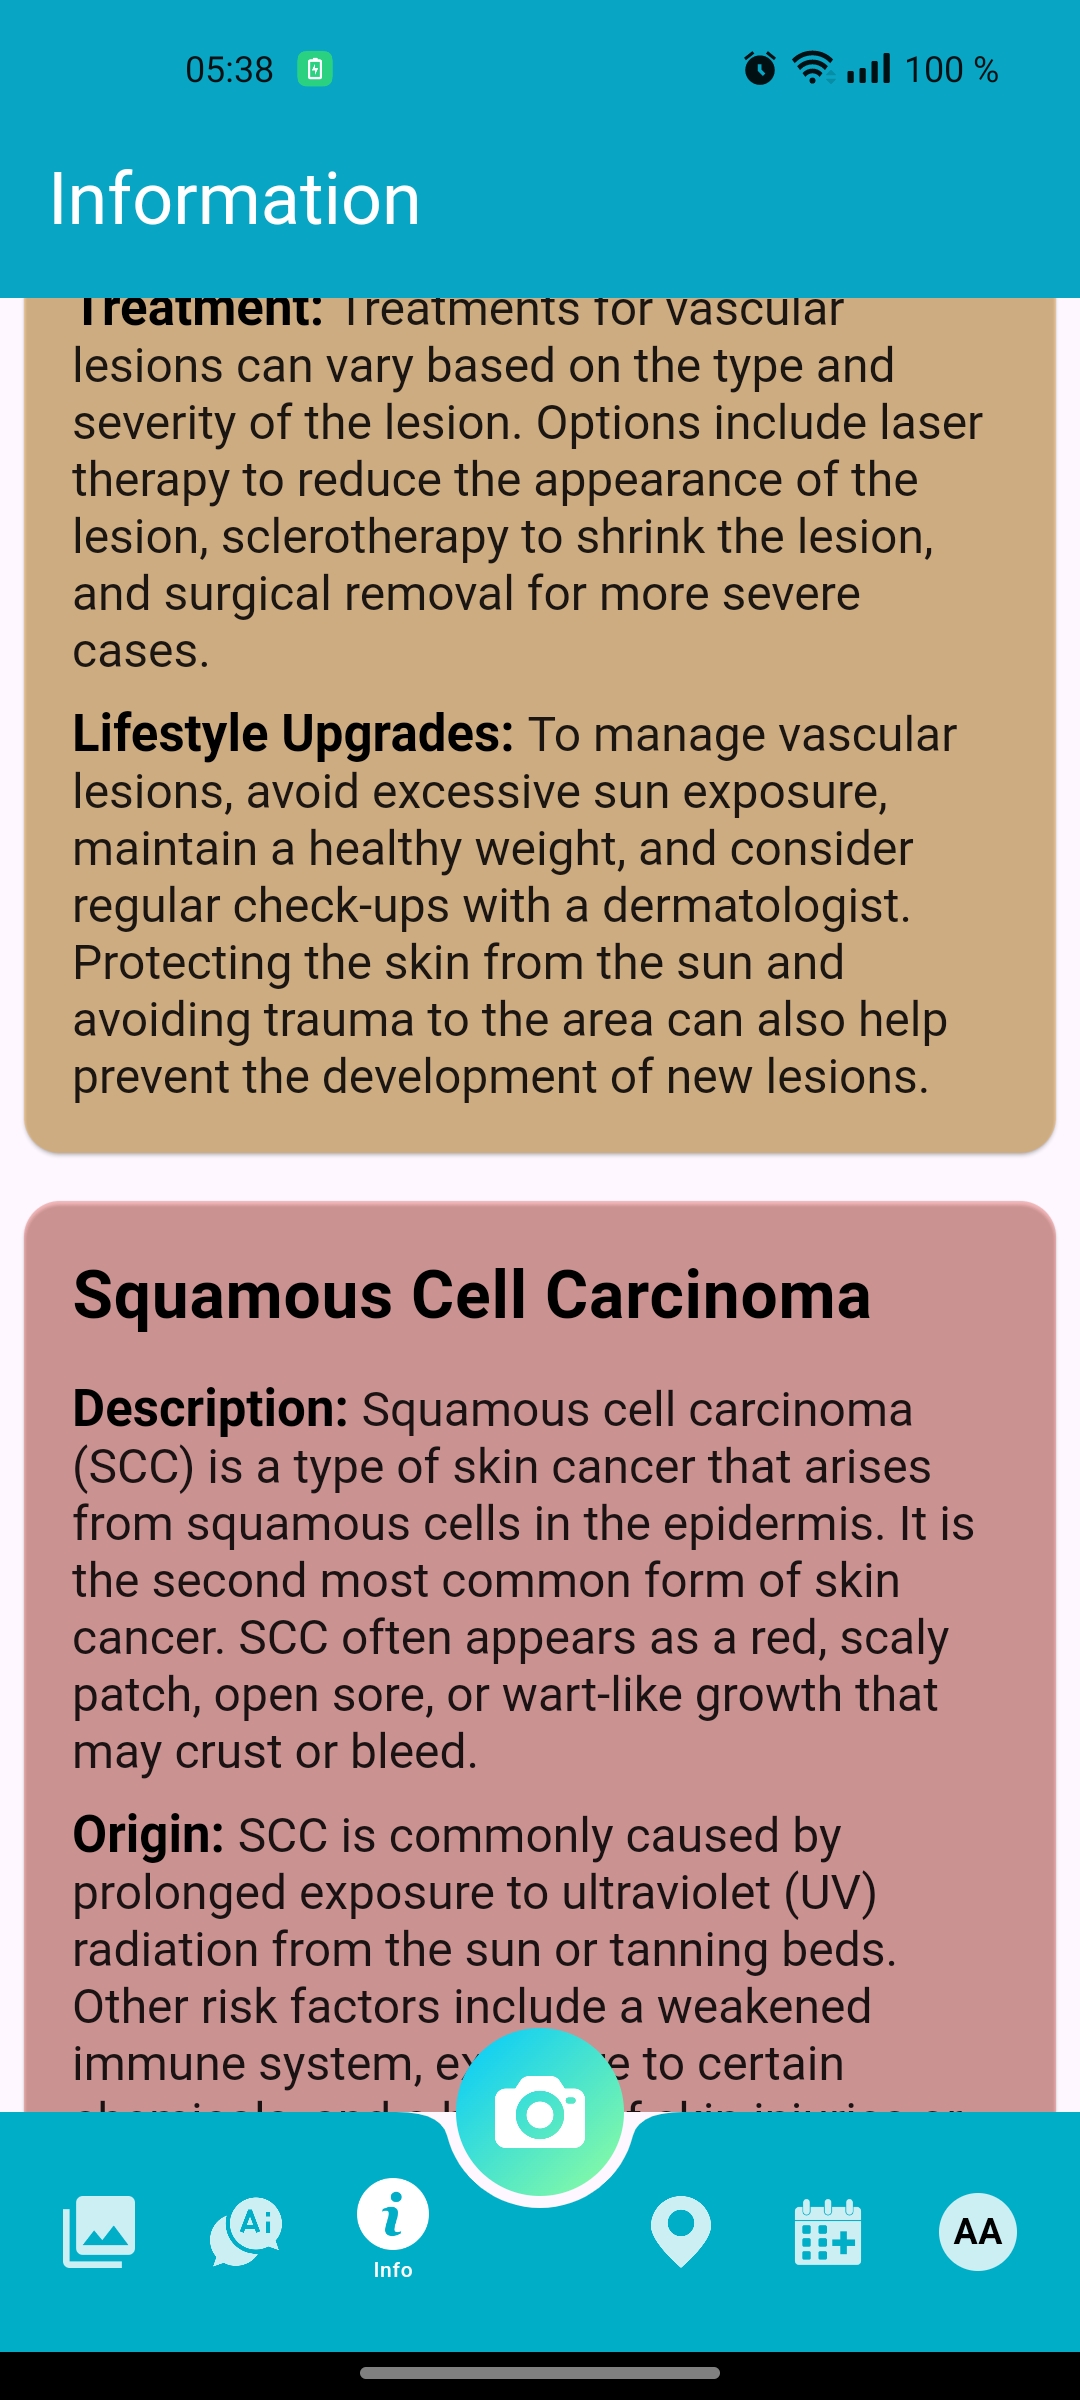 05:38
100 %
Information
Treatment: Treatments for vascular
lesions can vary based on the type and
severity of the lesion. Options include laser
therapy to reduce the appearance of the
lesion, sclerotherapy to shrink the lesion,
and surgical removal for more severe
cases.
Lifestyle Upgrades: To manage vascular
lesions, avoid excessive sun exposure,
maintain a healthy weight, and consider
regular check-ups with a dermatologist.
Protecting the skin from the sun and
avoiding trauma to the area can also help
prevent the development of new lesions.
Squamous Cell Carcinoma
Description: Squamous cell carcinoma
(SCC) is a type of skin cancer that arises
from squamous cells in the epidermis. It is
the second most common form of skin
cancer. SCC often appears as a red, scaly
patch, open sore, or wart-like growth that
may crust or bleed.
Origin: SCC is commonly caused by
prolonged exposure to ultraviolet (UV)
radiation from the sun or tanning beds.
Other risk factors include a weakened
immune system, to certain
Ai
Info
AA